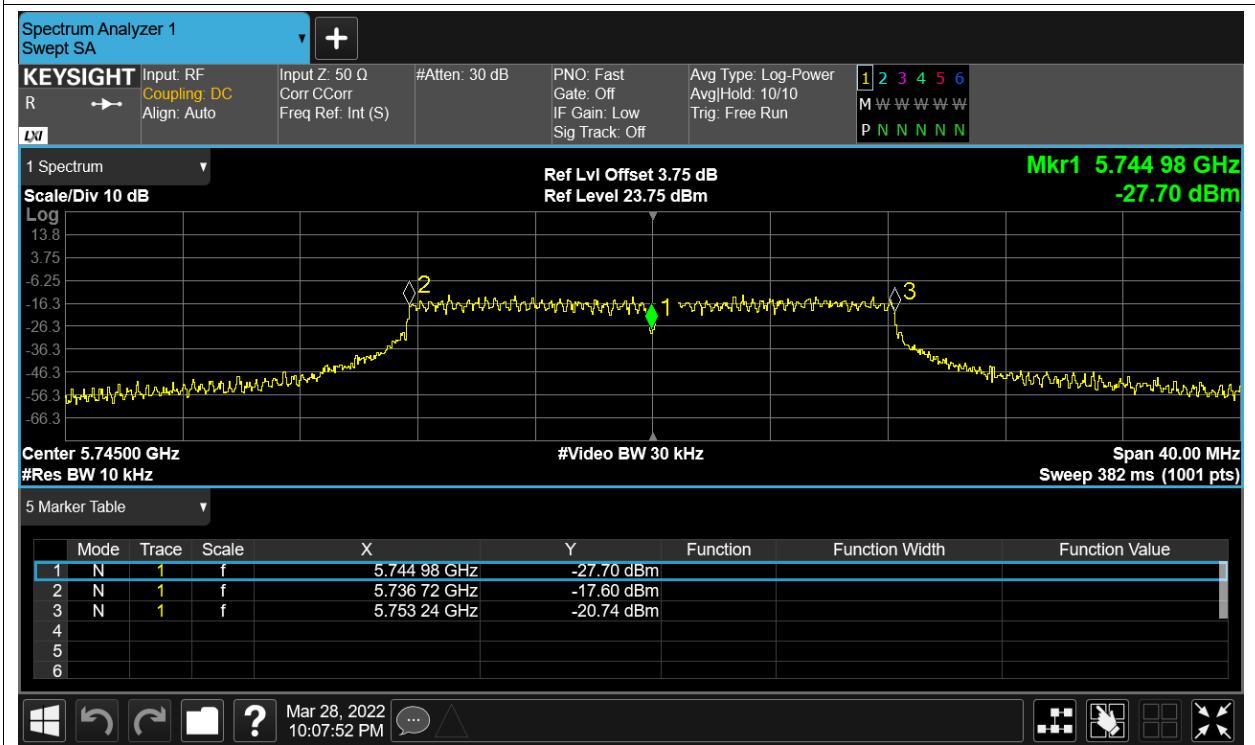 Spectrum Analyzer 1
Swept SA
+
KEYSIGHT Input: RF Input Z: 50 Ω #Atten: 30 dB PNO: Fast Avg Type: Log-Power 1 2 3 4 5 6
R Coupling: DC Corr CCorr Gate: Off Avg|Hold: 10/10 M W W W W W
Align: Auto Freq Ref: Int (S) IF Gain: Low Trig: Free Run
LXI Sig Track: Off P N N N N N
1 Spectrum Ref Lvl Offset 3.75 dB Mkr1 5.744 98 GHz
Scale/Div 10 dB Ref Level 23.75 dBm -27.70 dBm
Log
13.8
3.75
-6.25
2
3
-16.3
1
-26.3
-36.3
-46.3
-56.3
-66.3
Center 5.74500 GHz #Video BW 30 kHz Span 40.00 MHz
#Res BW 10 kHz Sweep 382 ms (1001 pts)
5 Marker Table
Mode Trace Scale X Y Function Function Width Function Value
1 N 1 f 5.744 98 GHz -27.70 dBm
2 N 1 f 5.736 72 GHz -17.60 dBm
3 N 1 f 5.753 24 GHz -20.74 dBm
4
5
6
? Mar 28, 2022
10:07:52 PM